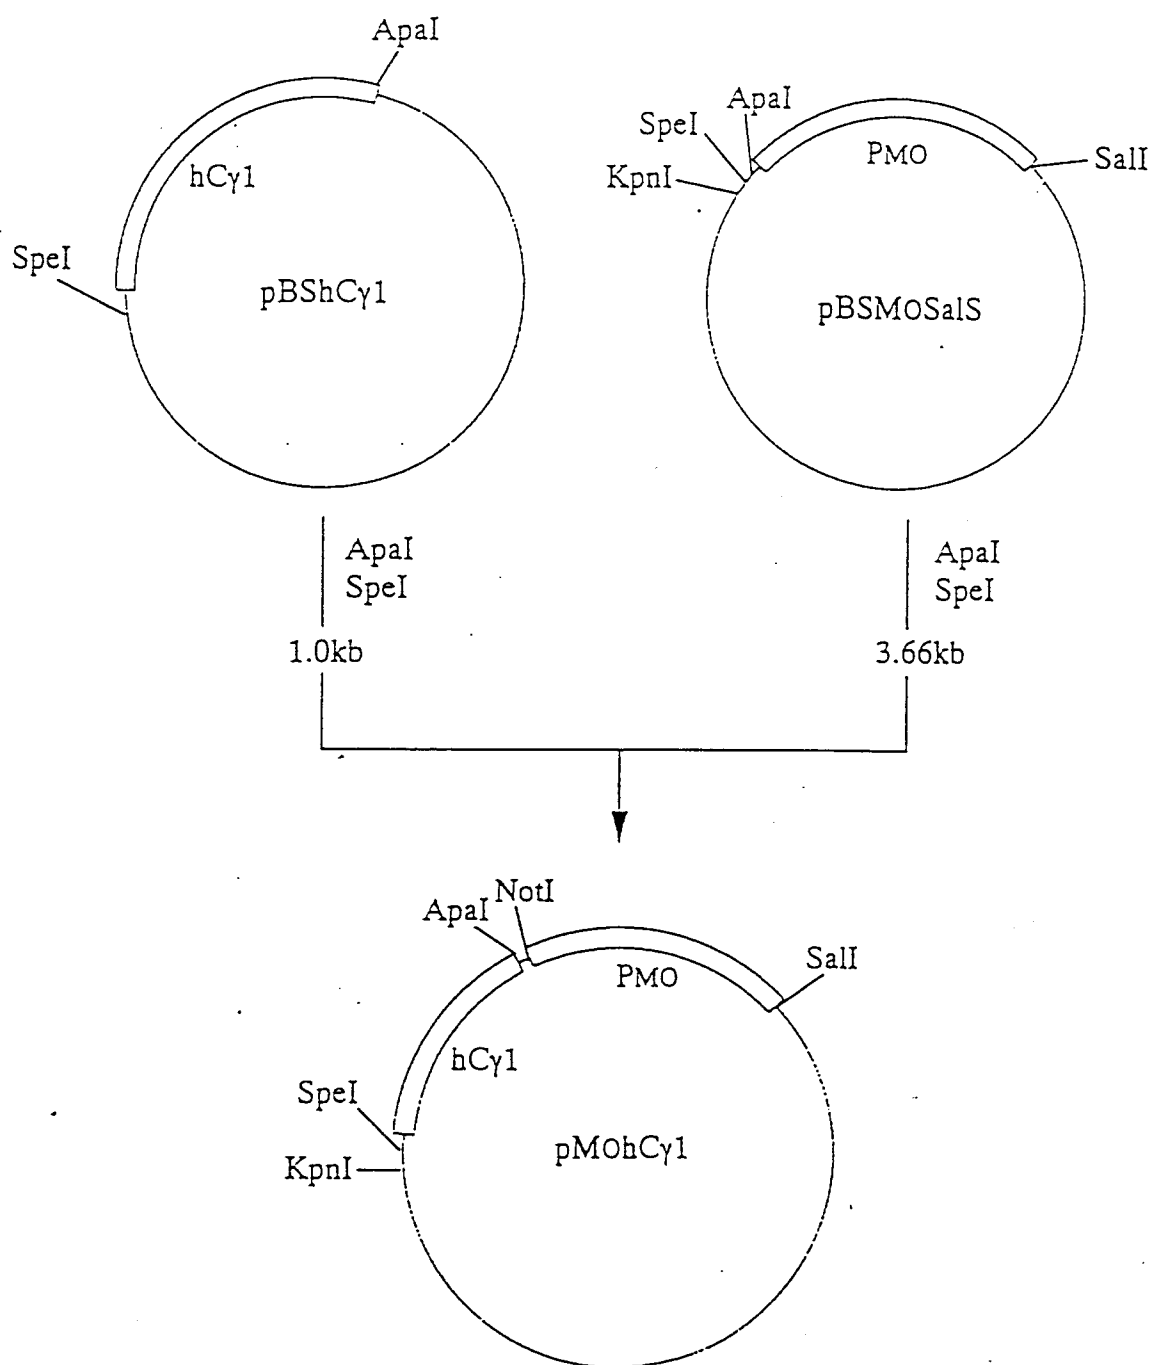 ApaI
hCγ1
SpeI
pBShCγ1
ApaI
SpeI
KpnI
PMO
SalI
pBSMOSalS
ApaI
SpeI
1.0kb
ApaI
SpeI
3.66kb
NotI
ApaI
SalI
PMO
hCγ1
SpeI
KpnI
pMOhCγ1